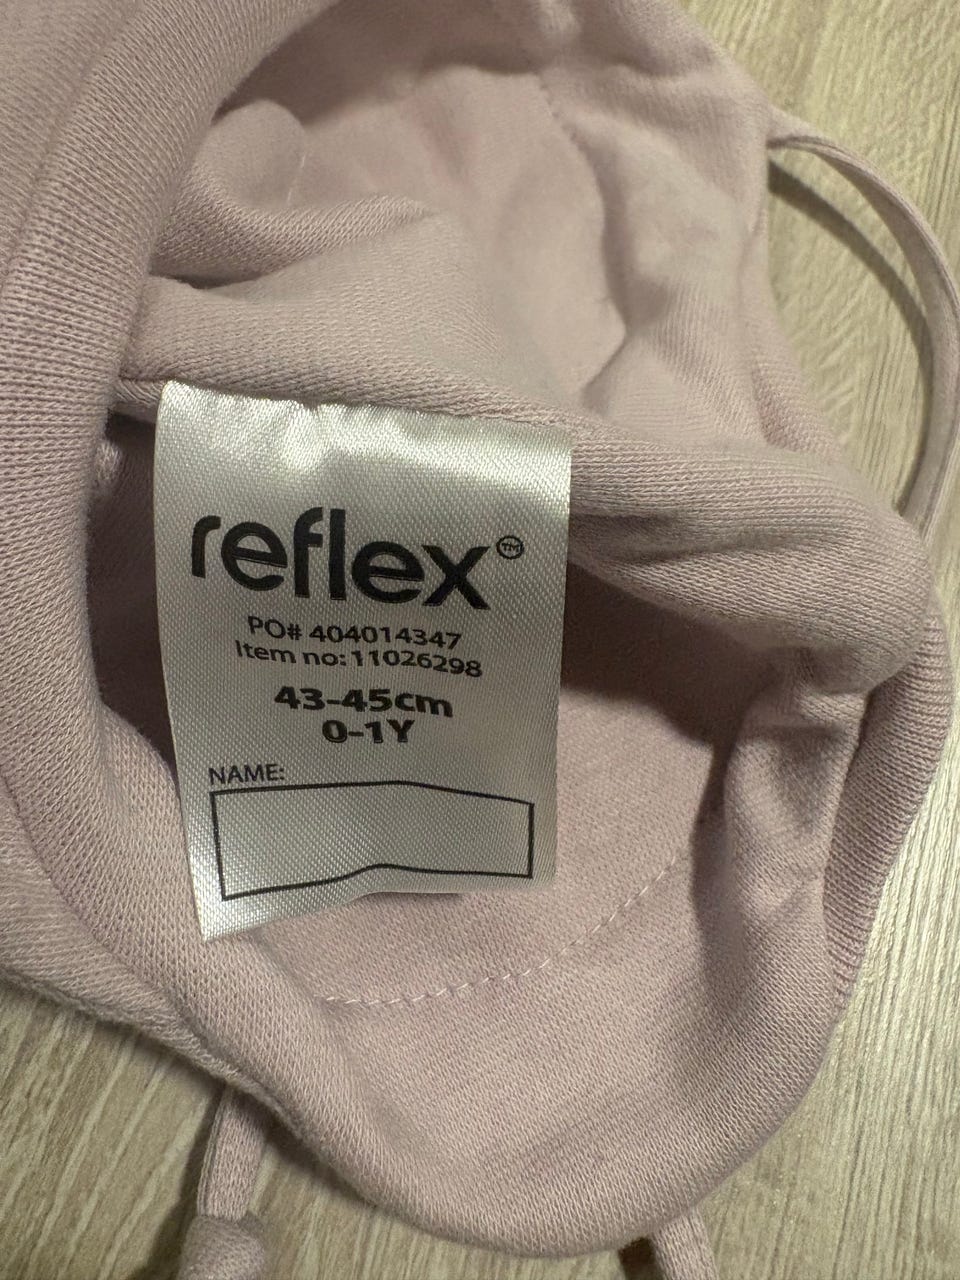 reflex™
PO# 404014347
Item no: 11026298
43-45cm
0-1Y
NAME: